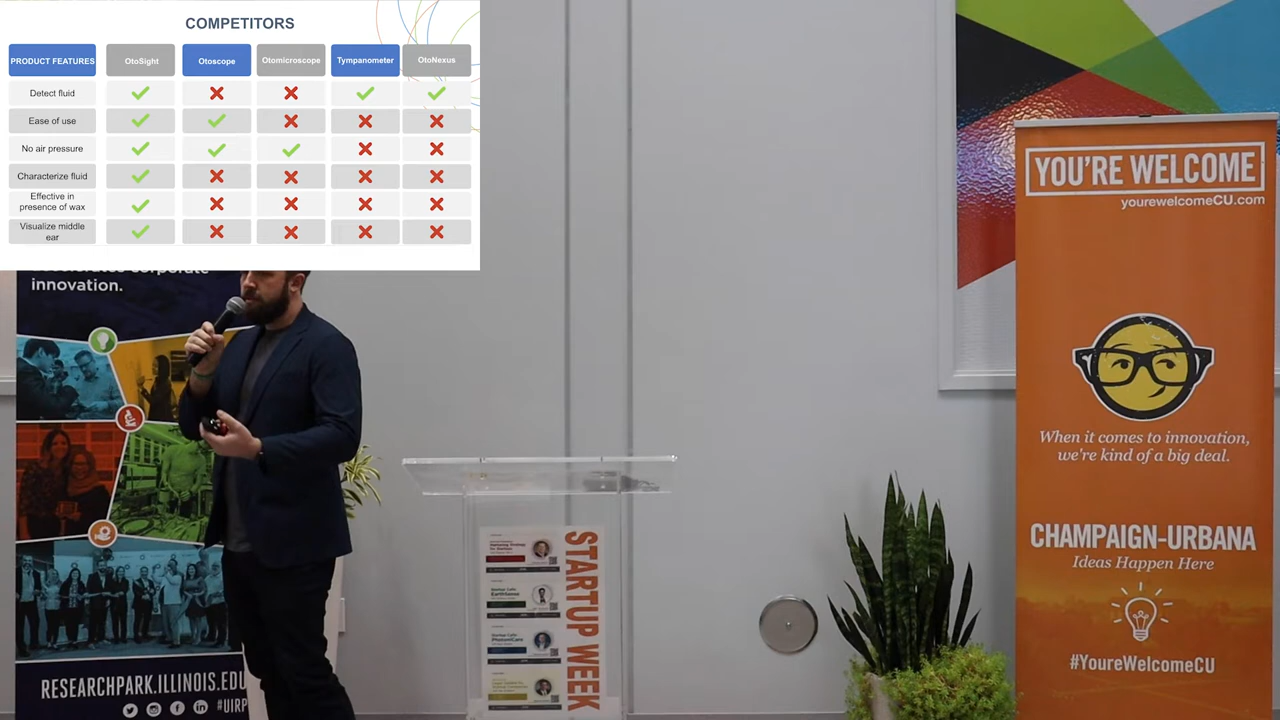 COMPETITORS
PRODUCT FEATURES OtoSight Otoscope Otomicroscope Tympanometer OtoNexus
Detect fluid
Ease of use
No air pressure
Characterize fluid
Effective in
presence of wax
Visualize middle
ear
innovation.
RESEARCHPARK.ILLINOIS.EDU
#UIRP
STARTUP WEEK
YOU'RE WELCOME
yourewelcomeCU.com
When it comes to innovation,
we're kind of a big deal.
CHAMPAIGN-URBANA
Ideas Happen Here
#YoureWelcomeCU